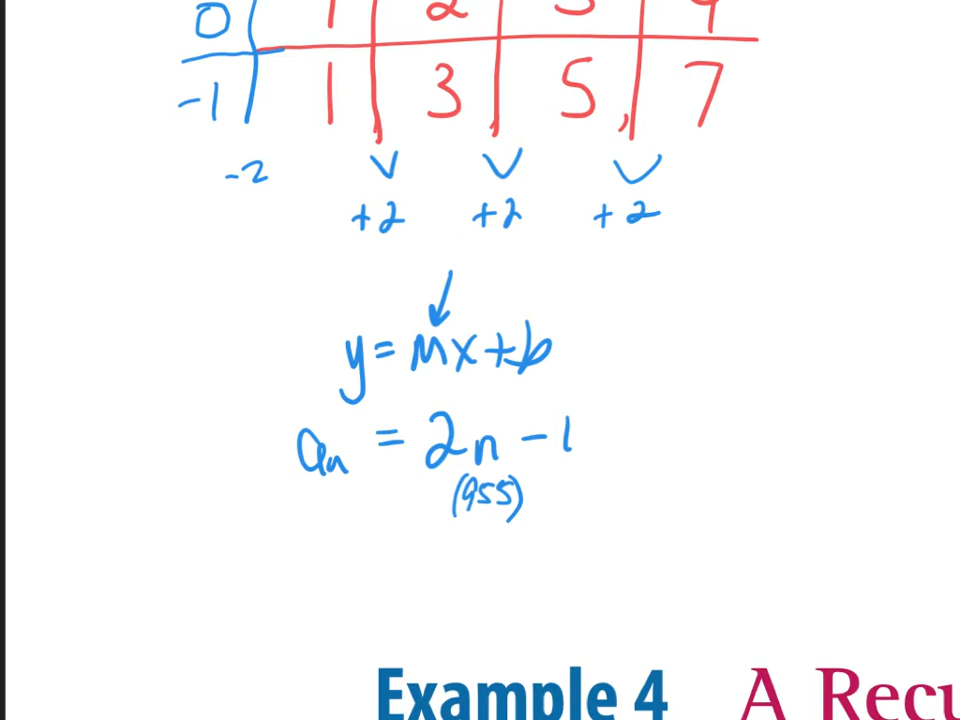 0 1 2 3 4
-1 1 , 3 , 5 , 7
-2
+2 +2 +2
y = mx + b
an = 2n - 1
(955)
Example 4 A Recu